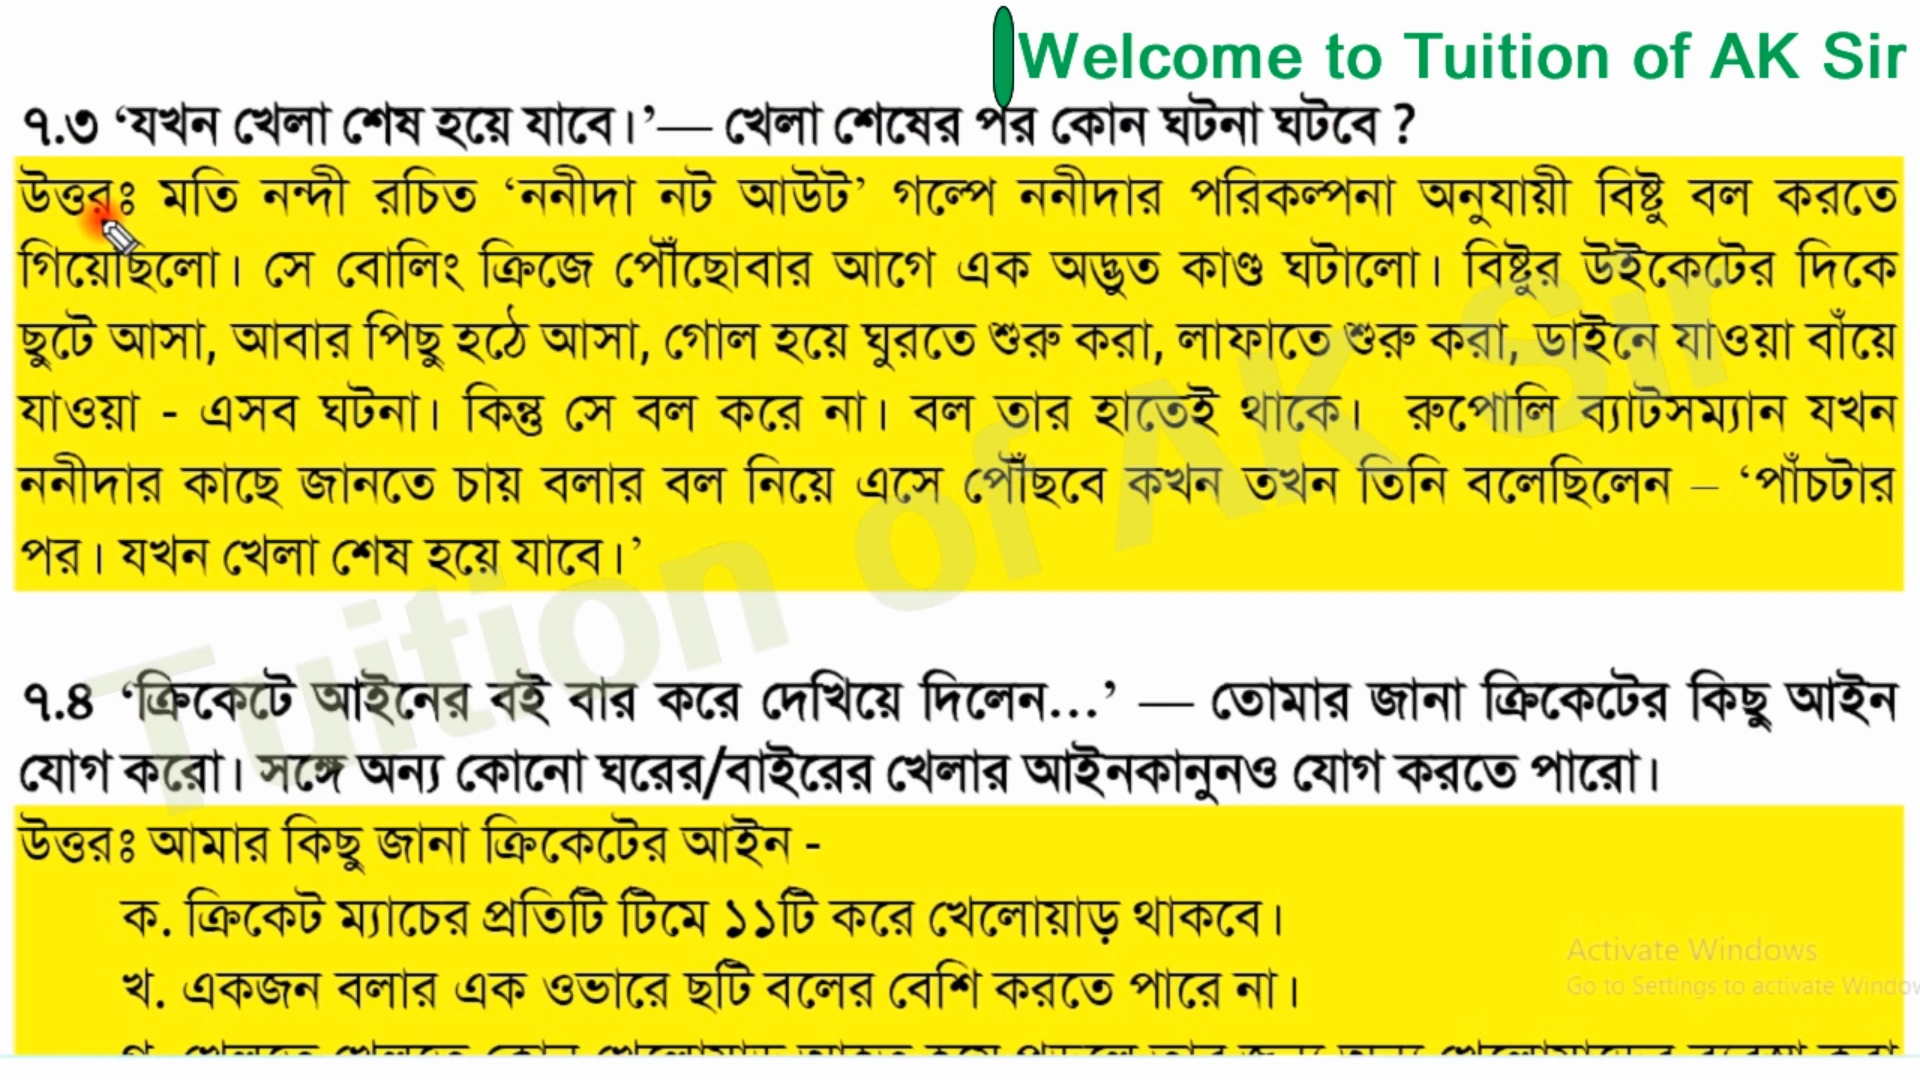 Welcome to Tuition of AK Sir
৭.৩ ‘যখন খেলা শেষ হয়ে যাবে।’— খেলা শেষের পর কোন ঘটনা ঘটবে ?
উত্তরঃ মতি নন্দী রচিত ‘ননীদা নট আউট’ গল্পে ননীদার পরিকল্পনা অনুযায়ী বিষ্টু বল করতে
গিয়েছিলো। সে বোলিং ক্রিজে পৌঁছোবার আগে এক অদ্ভুত কাণ্ড ঘটালো। বিষ্টুর উইকেটের দিকে
ছুটে আসা, আবার পিছু হঠে আসা, গোল হয়ে ঘুরতে শুরু করা, লাফাতে শুরু করা, ডাইনে যাওয়া বাঁয়ে
যাওয়া - এসব ঘটনা। কিন্তু সে বল করে না। বল তার হাতেই থাকে। রুপোলি ব্যাটসম্যান যখন
ননীদার কাছে জানতে চায় বলার বল নিয়ে এসে পৌঁছবে কখন তখন তিনি বলেছিলেন – ‘পাঁচটার
পর। যখন খেলা শেষ হয়ে যাবে।’
৭.৪ ‘ক্রিকেটে আইনের বই বার করে দেখিয়ে দিলেন...’ — তোমার জানা ক্রিকেটের কিছু আইন
যোগ করো। সঙ্গে অন্য কোনো ঘরের/বাইরের খেলার আইনকানুনও যোগ করতে পারো।
উত্তরঃ আমার কিছু জানা ক্রিকেটের আইন -
ক. ক্রিকেট ম্যাচের প্রতিটি টিমে ১১টি করে খেলোয়াড় থাকবে।
খ. একজন বলার এক ওভারে ছটি বলের বেশি করতে পারে না।
Tuition of AK Sir
Activate Windows
Go to Settings to activate Window